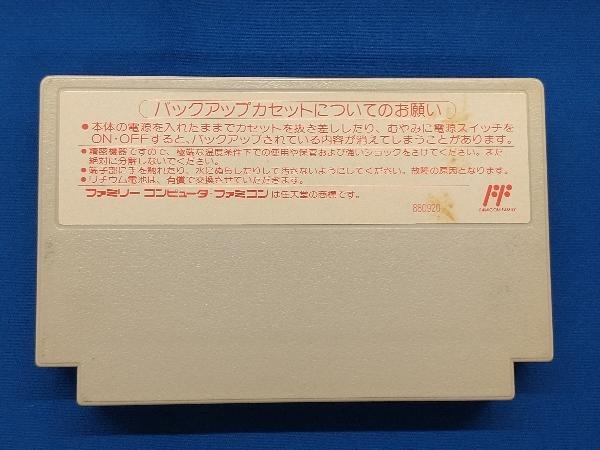 バックアップカセットについてのお願い
●本体の電源を入れたままでカセットを抜き差ししたり、むやみに電源スイッチを
ON・OFFすると、バックアップされている内容が消えてしまうことがあります。
●精密機器ですので、極端な温度条件下での使用や保管および強いショックをさけてください。また
絶対に分解しないでください。
●端子部に手を触れたり、水にぬらしたりして汚さないようにしてください。故障の原因となります。
●リチウム電池は、有償で交換させていただきます。
ファミリーコンピュータ・ファミコンは任天堂の商標です。
880920
FAMICOM FAMILY